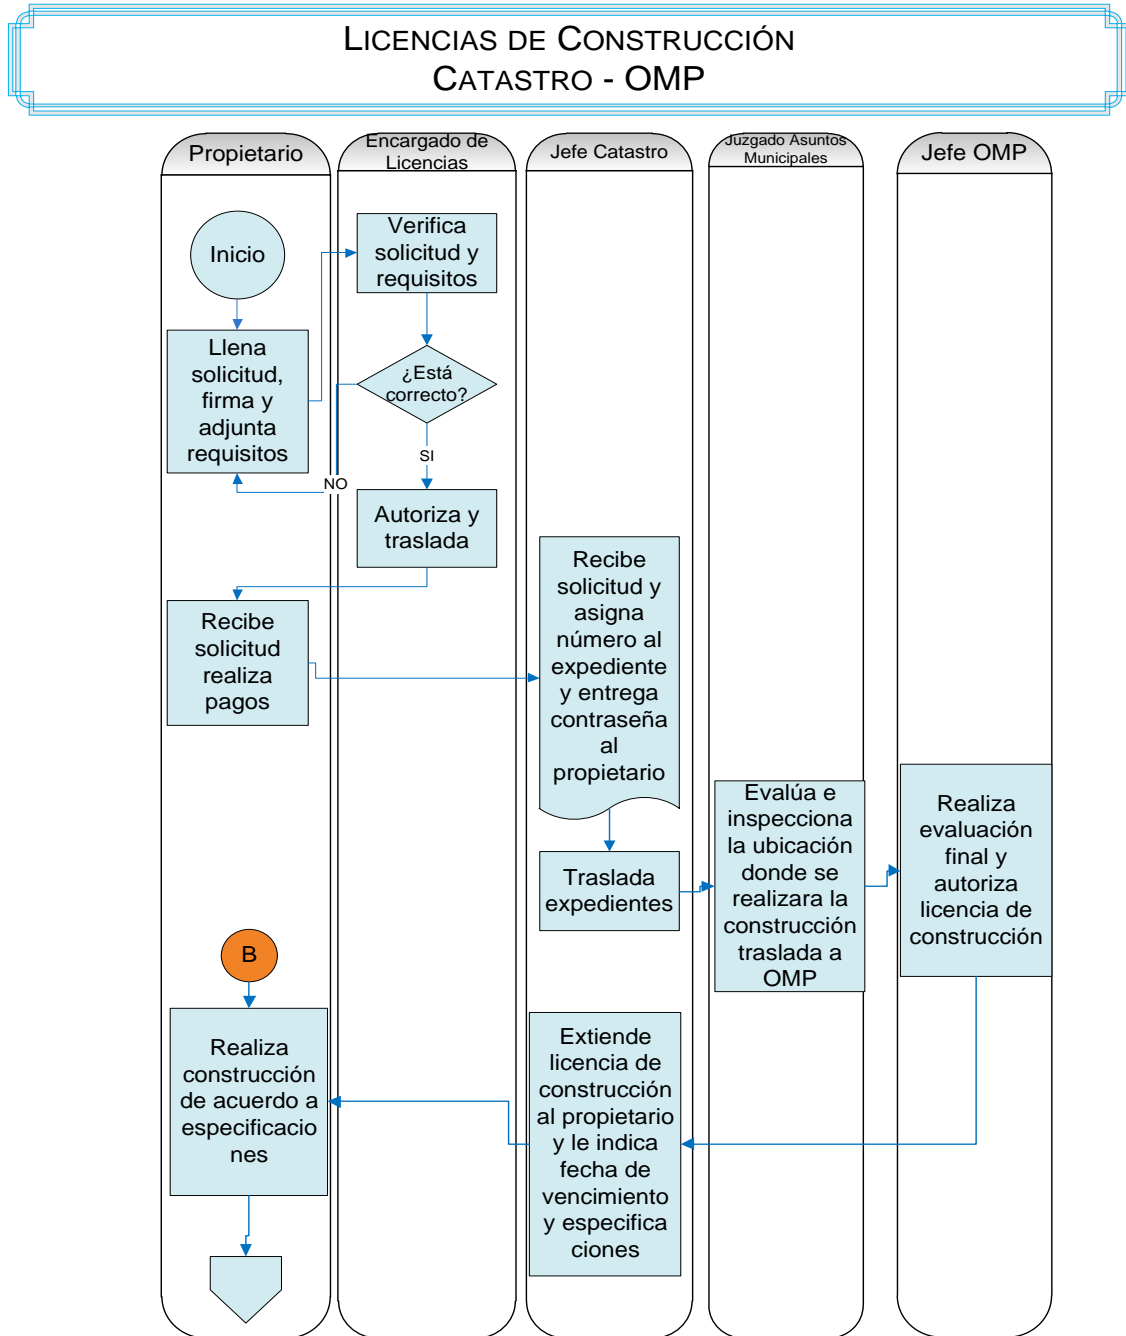 LICENCIAS DE CONSTRUCCIÓN
CATASTRO - OMP
Propietario
Encargado de
Licencias
Jefe Catastro
Juzgado Asuntos
Municipales
Jefe OMP
Inicio
Verifica
solicitud y
requisitos
Llena
solicitud,
firma y
adjunta
requisitos
¿Está
correcto?
SI
NO
Autoriza y
traslada
Recibe
solicitud
realiza
pagos
Recibe
solicitud y
asigna
número al
expediente
y entrega
contraseña
al
propietario
Traslada
expedientes
Evalúa e
inspecciona
la ubicación
donde se
realizara la
construcción
traslada a
OMP
Realiza
evaluación
final y
autoriza
licencia de
construcción
B
Realiza
construcción
de acuerdo a
especificacio
nes
Extiende
licencia de
construcción
al propietario
y le indica
fecha de
vencimiento
y especifica
ciones